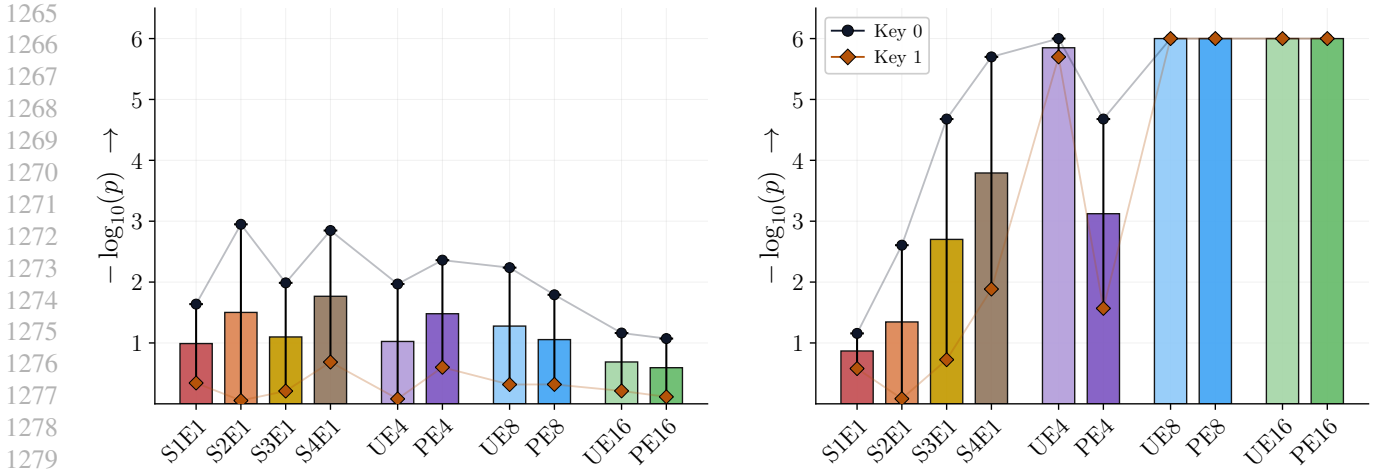 1265
1266
1267
1268
1269
1270
1271
1272
1273
1274
1275
1276
1277
1278
1279
− log₁₀(p) →
6
5
4
3
2
1
S1E1
S2E1
S3E1
S4E1
UE4
PE4
UE8
PE8
UE16
PE16
− log₁₀(p) →
6
5
4
3
2
1
Key 0
Key 1
S1E1
S2E1
S3E1
S4E1
UE4
PE4
UE8
PE8
UE16
PE16